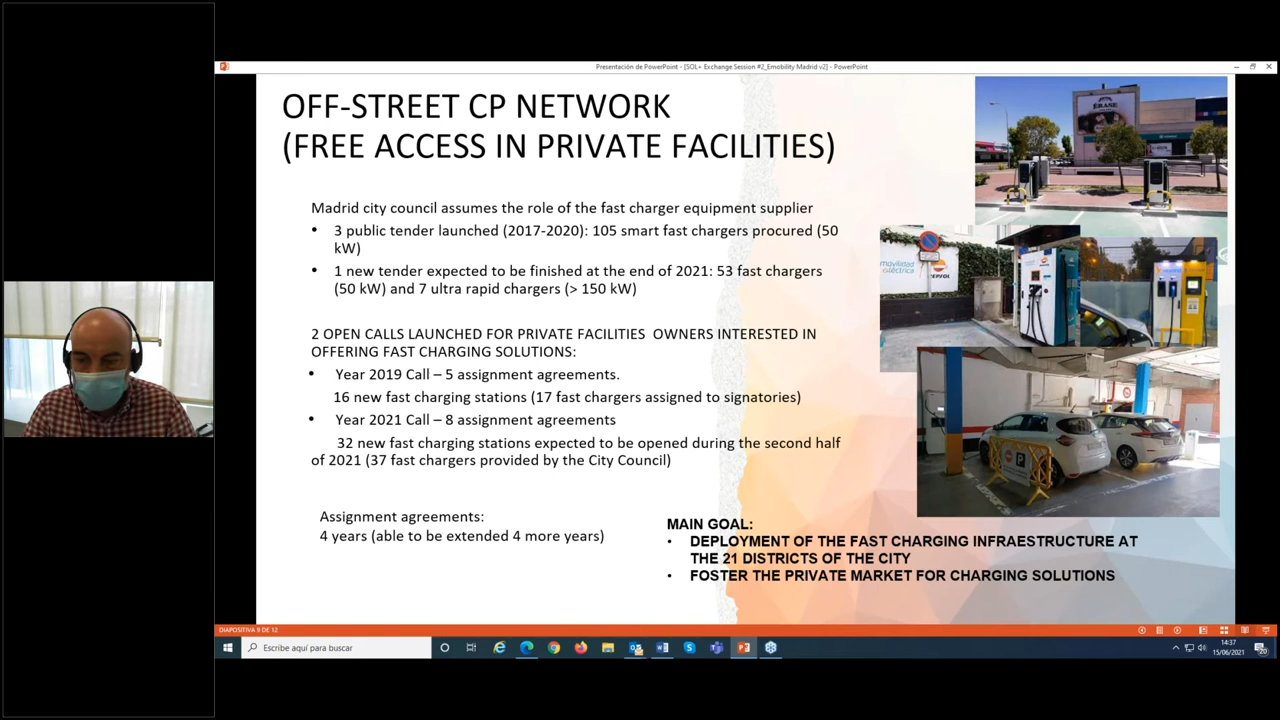 Presentación de PowerPoint - [SOL+ Exchange Session #2_Emobility Madrid v2] - PowerPoint
OFF-STREET CP NETWORK
(FREE ACCESS IN PRIVATE FACILITIES)
Madrid city council assumes the role of the fast charger equipment supplier
• 3 public tender launched (2017-2020): 105 smart fast chargers procured (50
kW)
• 1 new tender expected to be finished at the end of 2021: 53 fast chargers
(50 kW) and 7 ultra rapid chargers (> 150 kW)
2 OPEN CALLS LAUNCHED FOR PRIVATE FACILITIES OWNERS INTERESTED IN
OFFERING FAST CHARGING SOLUTIONS:
• Year 2019 Call – 5 assignment agreements.
16 new fast charging stations (17 fast chargers assigned to signatories)
• Year 2021 Call – 8 assignment agreements
32 new fast charging stations expected to be opened during the second half
of 2021 (37 fast chargers provided by the City Council)
Assignment agreements:
4 years (able to be extended 4 more years)
MAIN GOAL:
• DEPLOYMENT OF THE FAST CHARGING INFRAESTRUCTURE AT
THE 21 DISTRICTS OF THE CITY
• FOSTER THE PRIVATE MARKET FOR CHARGING SOLUTIONS
ERASE
movilidad
eléctrica
REPSOL
P
DIAPOSITIVA 9 DE 12
Escribe aquí para buscar
14:37
15/06/2021
20